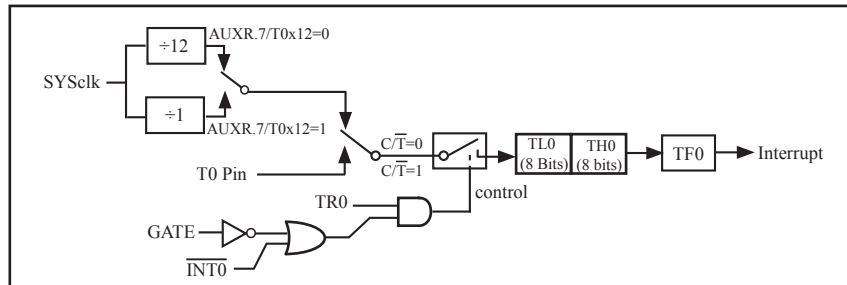 AUXR.7/T0x12=0
÷12
SYSclk
÷1
AUXR.7/T0x12=1
C/T̅=0
C/T̅=1
T0 Pin
TL0
(8 Bits)
TH0
(8 bits)
TF0
Interrupt
control
TR0
GATE
I̅N̅T̅0̅